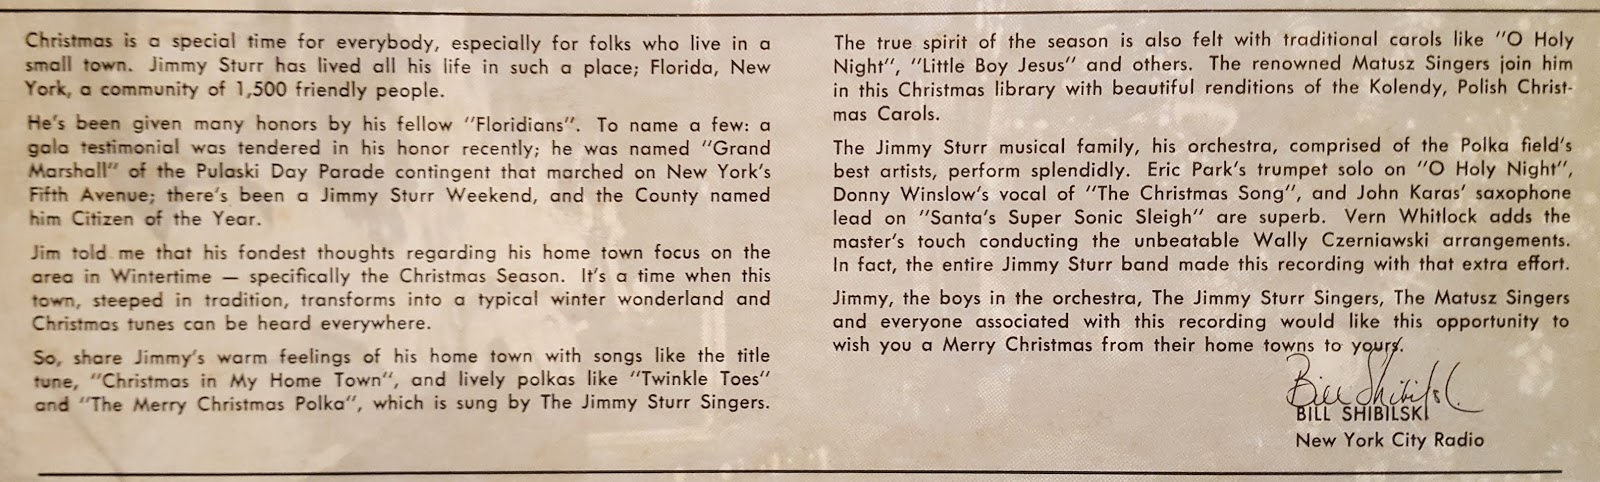 Christmas is a special time for everybody, especially for folks who live in a
small town. Jimmy Sturr has lived all his life in such a place; Florida, New
York, a community of 1,500 friendly people.
He's been given many honors by his fellow "Floridians". To name a few: a
gala testimonial was tendered in his honor recently; he was named "Grand
Marshall" of the Pulaski Day Parade contingent that marched on New York's
Fifth Avenue; there's been a Jimmy Sturr Weekend, and the County named
him Citizen of the Year.
Jim told me that his fondest thoughts regarding his home town focus on the
area in Wintertime — specifically the Christmas Season. It's a time when this
town, steeped in tradition, transforms into a typical winter wonderland and
Christmas tunes can be heard everywhere.
So, share Jimmy's warm feelings of his home town with songs like the title
tune, "Christmas in My Home Town", and lively polkas like "Twinkle Toes"
and "The Merry Christmas Polka", which is sung by The Jimmy Sturr Singers.
The true spirit of the season is also felt with traditional carols like "O Holy
Night", "Little Boy Jesus" and others. The renowned Matusz Singers join him
in this Christmas library with beautiful renditions of the Kolendy, Polish Christ-
mas Carols.
The Jimmy Sturr musical family, his orchestra, comprised of the Polka field's
best artists, perform splendidly. Eric Park's trumpet solo on "O Holy Night",
Donny Winslow's vocal of "The Christmas Song", and John Karas' saxophone
lead on "Santa's Super Sonic Sleigh" are superb. Vern Whitlock adds the
master's touch conducting the unbeatable Wally Czerniawski arrangements.
In fact, the entire Jimmy Sturr band made this recording with that extra effort.
Jimmy, the boys in the orchestra, The Jimmy Sturr Singers, The Matusz Singers
and everyone associated with this recording would like this opportunity to
wish you a Merry Christmas from their home towns to yours.
Bill Shibilski
BILL SHIBILSKI
New York City Radio